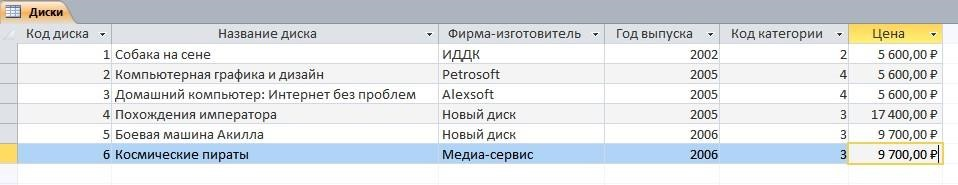 Диски
Код диска Название диска Фирма-изготовитель Год выпуска Код категории Цена
1 Собака на сене ИДДК 2002 2 5 600,00 ₽
2 Компьютерная графика и дизайн Petrosoft 2005 4 5 600,00 ₽
3 Домашний компьютер: Интернет без проблем Alexsoft 2005 4 5 600,00 ₽
4 Похождения императора Новый диск 2005 3 17 400,00 ₽
5 Боевая машина Акилла Новый диск 2006 3 9 700,00 ₽
6 Космические пираты Медиа-сервис 2006 3 9 700,00 ₽